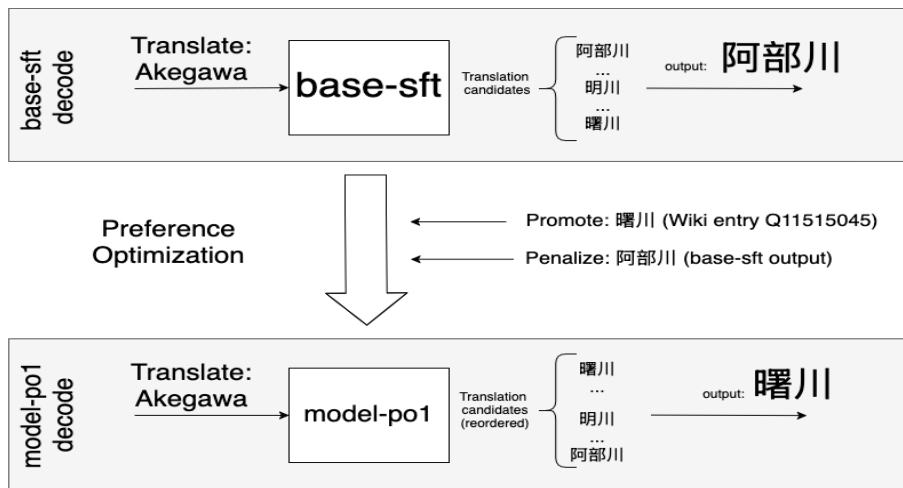 base-sft
decode
Translate:
Akegawa
base-sft
Translation
candidates
阿部川
...
明川
...
曙川
output: 阿部川
Preference
Optimization
Promote: 曙川 (Wiki entry Q11515045)
Penalize: 阿部川 (base-sft output)
model-po1
decode
Translate:
Akegawa
model-po1
Translation
candidates
(reordered)
曙川
...
明川
...
阿部川
output: 曙川